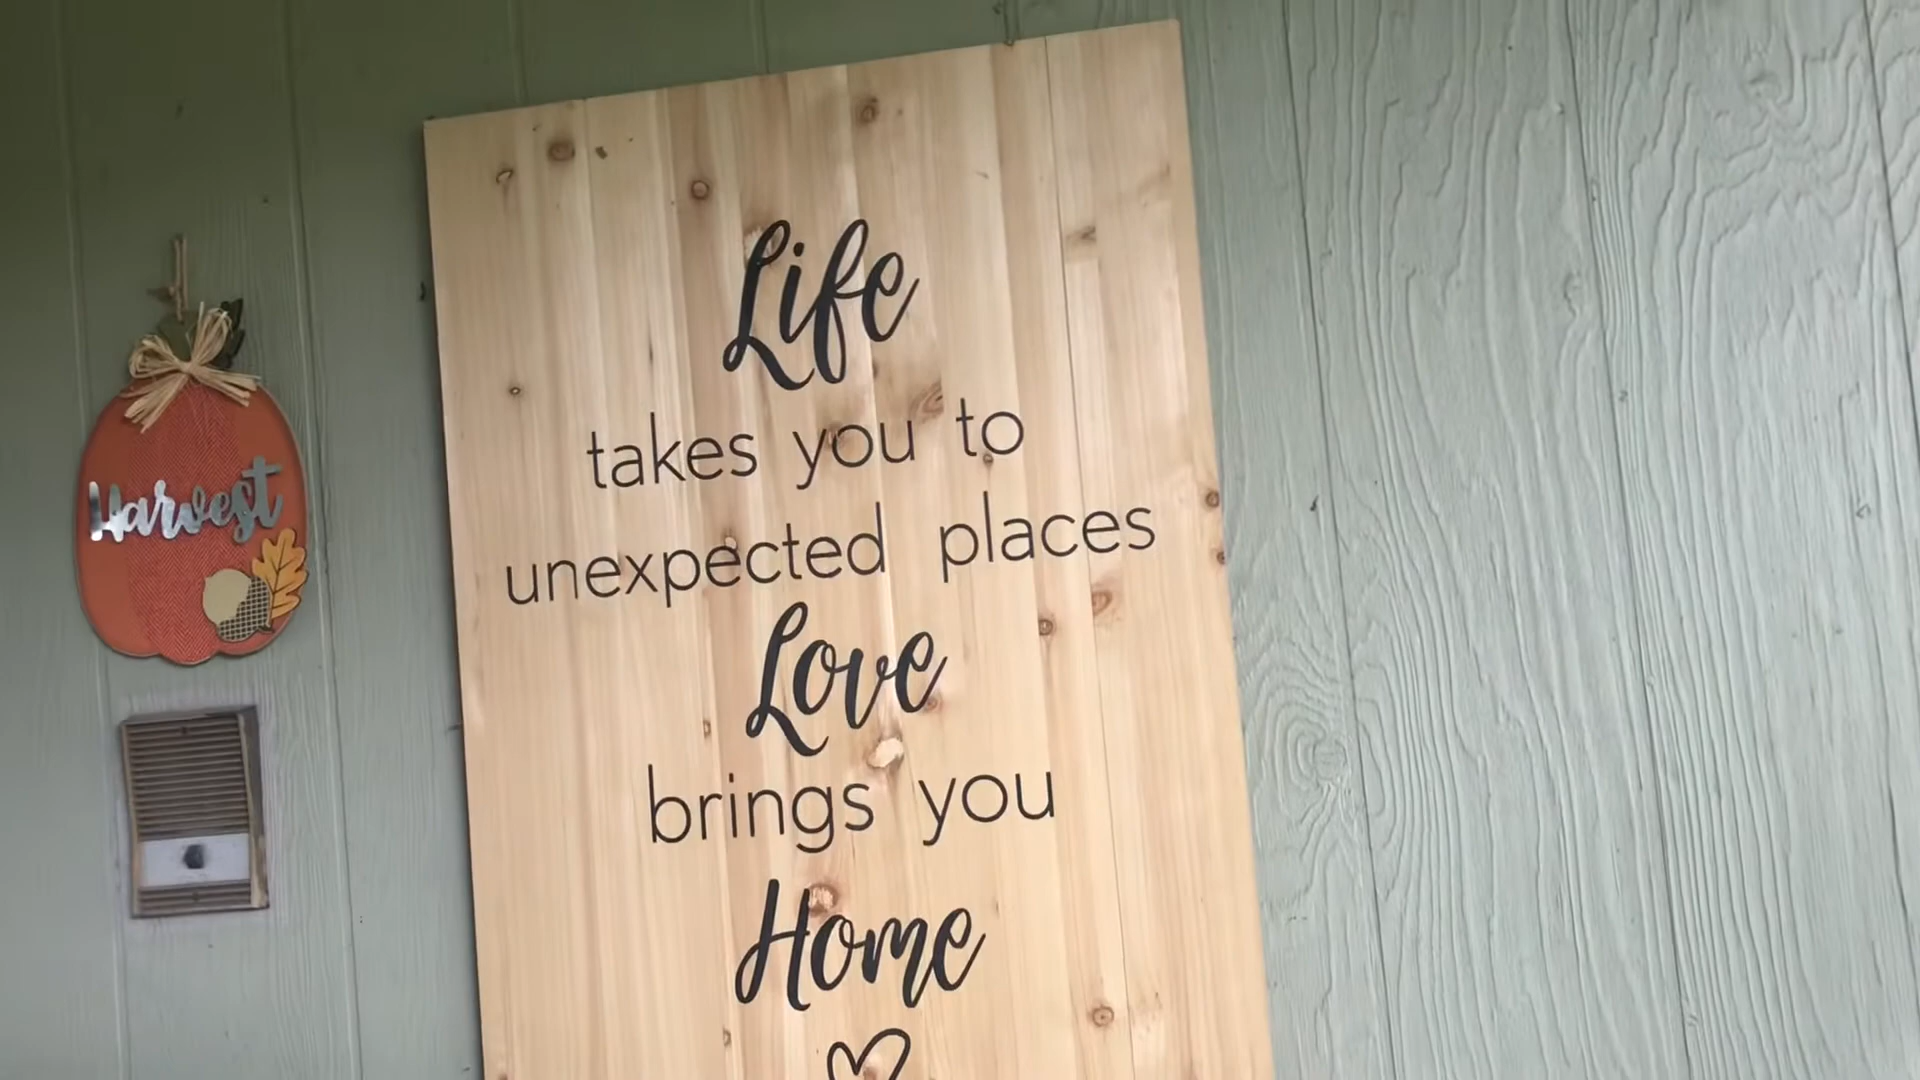 Harvest
Life
takes you to
unexpected places
Love
brings you
Home